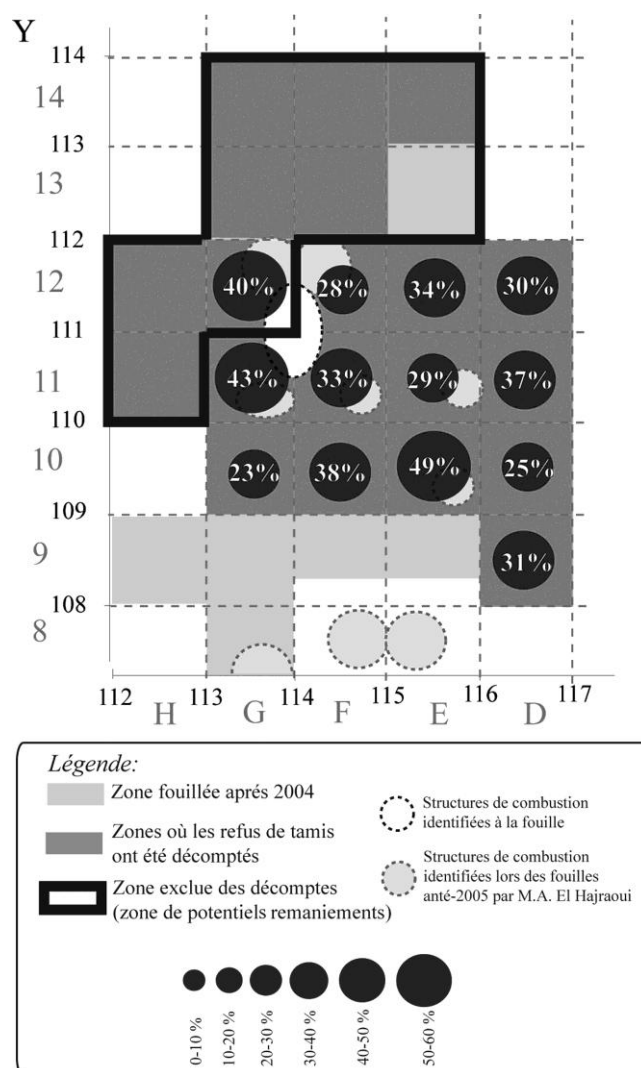 Y
114
14
113
13
112
12
40% 28% 34% 30%
111
11
43% 33% 29% 37%
110
10
23% 38% 49% 25%
109
9
31%
108
8
112 113 114 115 116 117
H G F E D
Légende:
Zone fouillée aprés 2004
Zones où les refus de tamis
ont été décomptés
Zone exclue des décomptes
(zone de potentiels remaniements)
Structures de combustion
identifiées à la fouille
Structures de combustion
identifiées lors des fouilles
anté-2005 par M.A. El Hajraoui
0-10 %
10-20 %
20-30 %
30-40 %
40-50 %
50-60 %